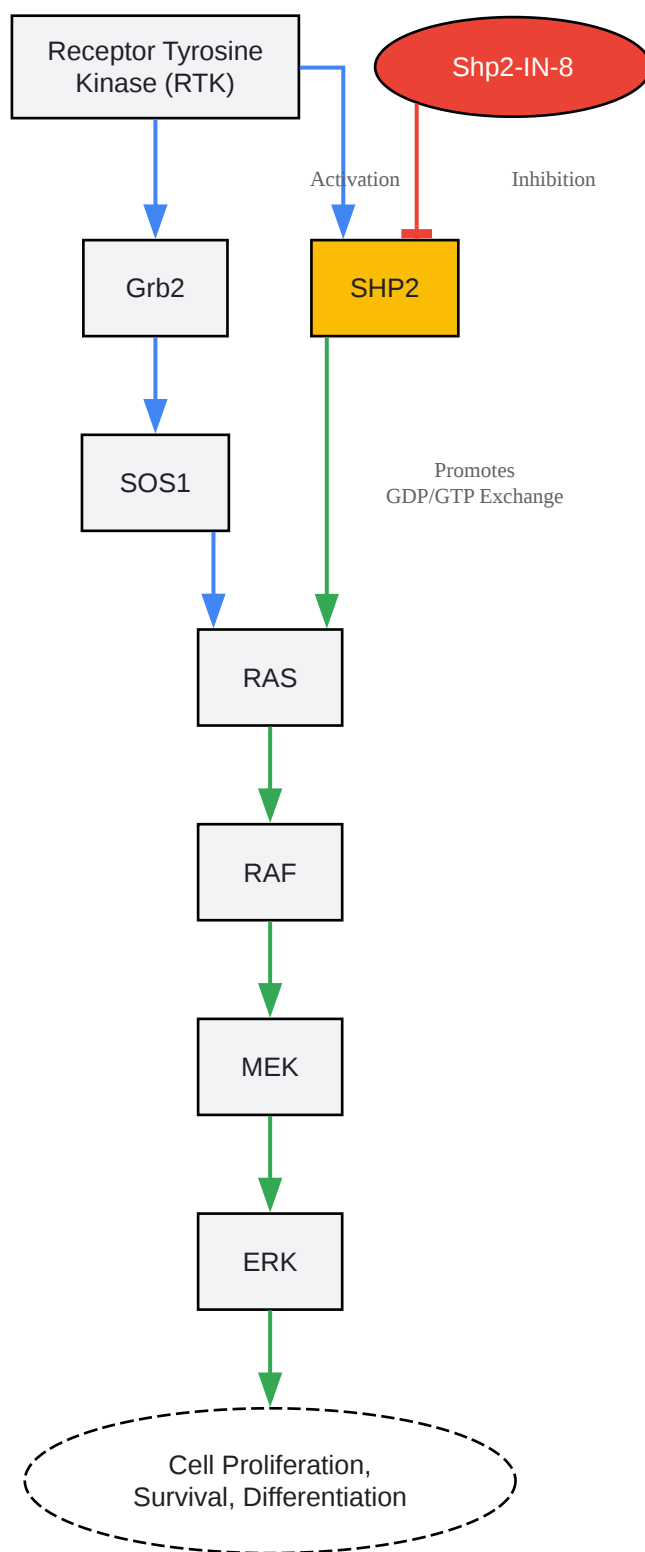 Receptor Tyrosine
Kinase (RTK)
Shp2-IN-8
Activation
Inhibition
Grb2
SHP2
SOS1
Promotes
GDP/GTP Exchange
RAS
RAF
MEK
ERK
Cell Proliferation,
Survival, Differentiation